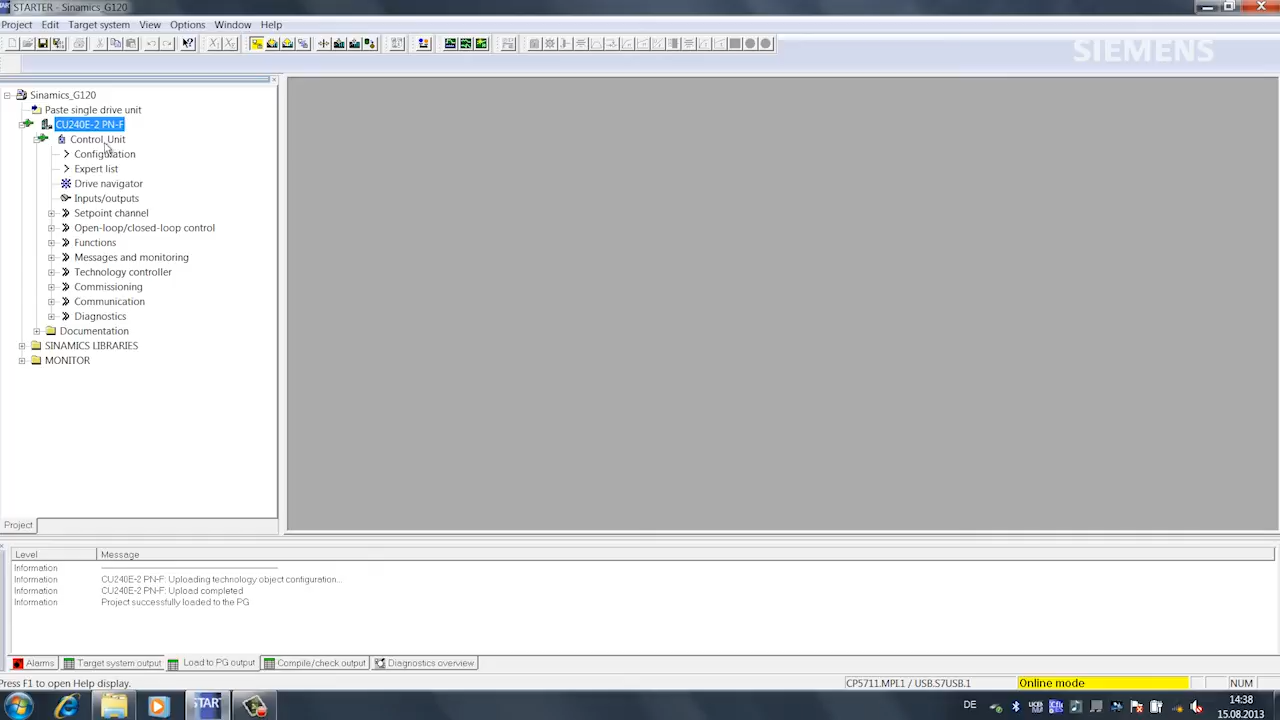 STARTER - Sinamics_G120
Project Edit Target system View Options Window Help
SIEMENS
Sinamics_G120
Paste single drive unit
CU240E-2 PN-F
Control_Unit
Configuration
Expert list
Drive navigator
Inputs/outputs
Setpoint channel
Open-loop/closed-loop control
Functions
Messages and monitoring
Technology controller
Commissioning
Communication
Diagnostics
Documentation
SINAMICS LIBRARIES
MONITOR
Project
Level Message
Information
Information CU240E-2 PN-F: Uploading technology object configuration...
Information CU240E-2 PN-F: Upload completed
Information Project successfully loaded to the PG
Alarms Target system output Load to PG output Compile/check output Diagnostics overview
Press F1 to open Help display. CP5711.MPI.1 / USB.S7USB.1 Online mode NUM
DE 14:38
15.08.2013